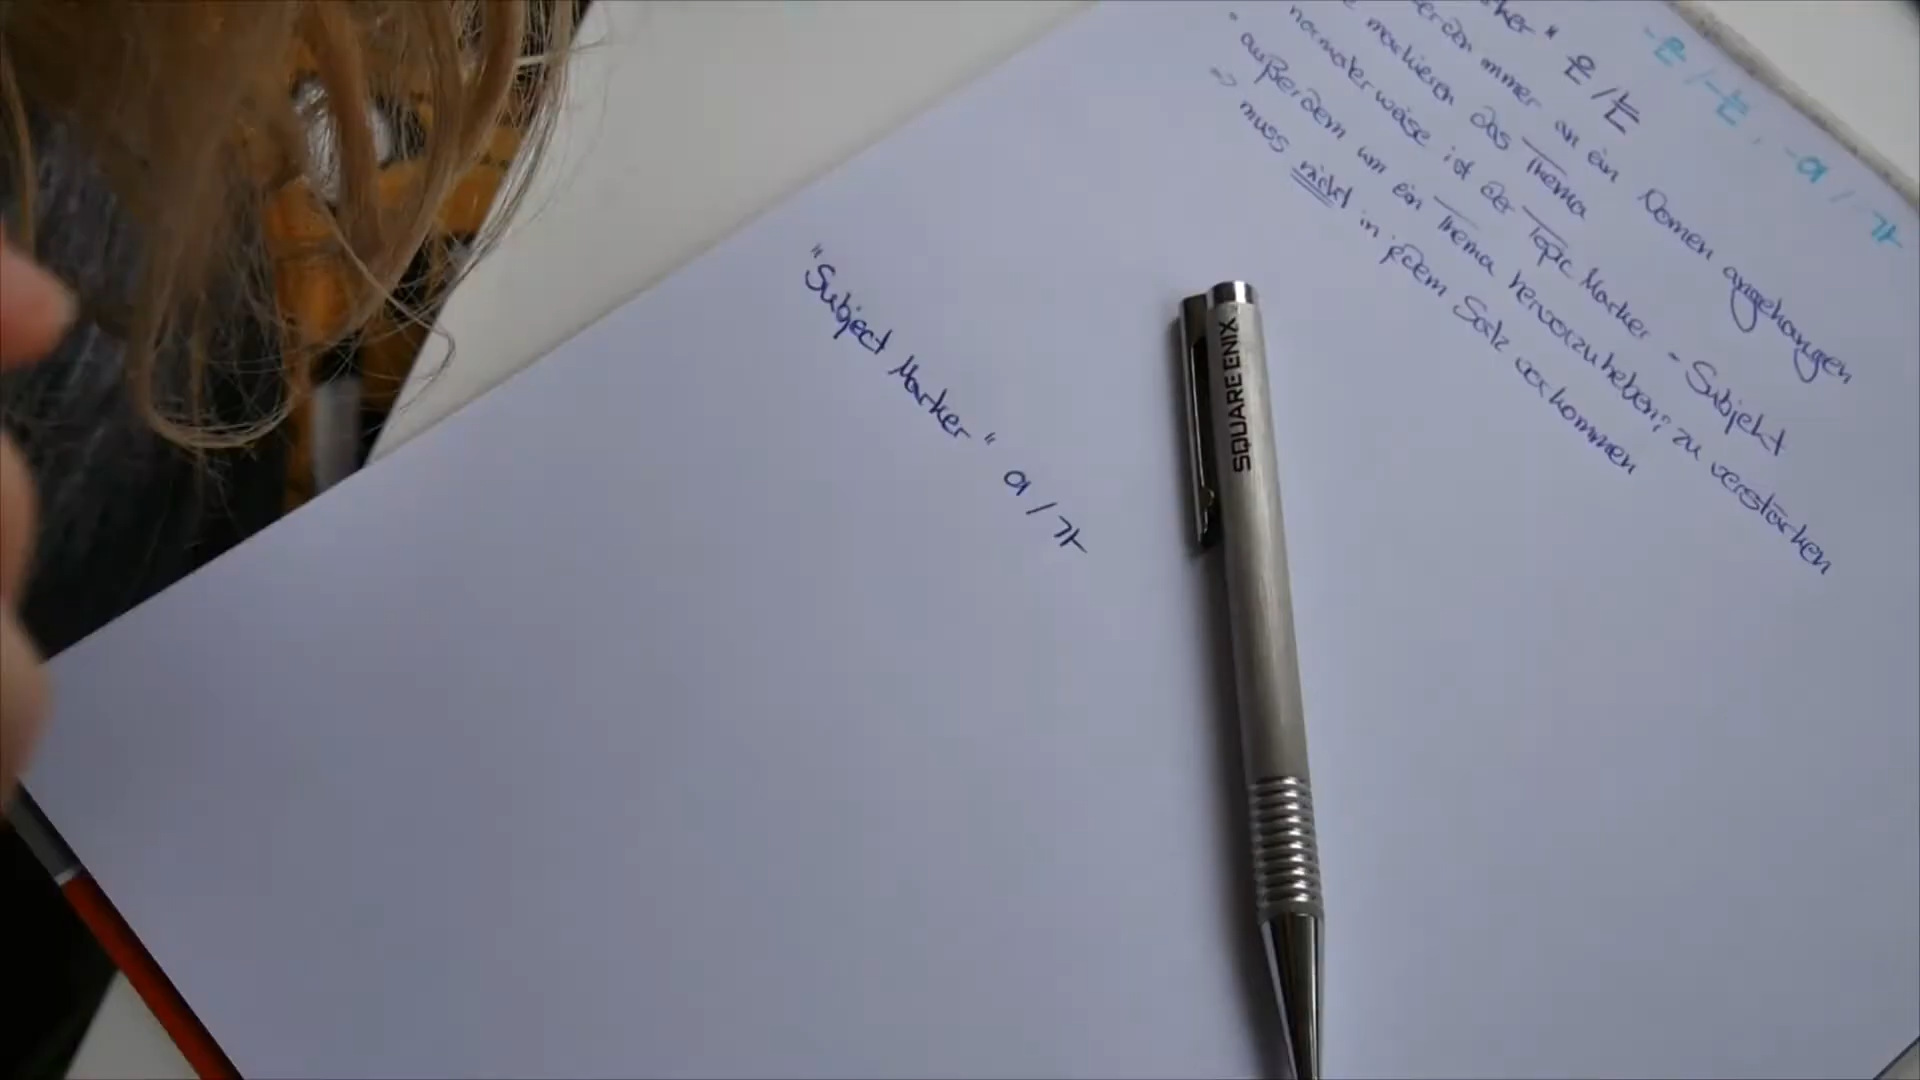 -은/-는, -이/-가
ker" 은/는
werden immer an ein Nomen angehangen
markieren das Thema
normalerweise ist der Topic Marker - Subjekt
außerdem um ein Thema hervorzuheben; zu verstärken
=> muss nicht in jedem Satz vorkommen
"Subject Marker" 이/가
SQUARE ENIX